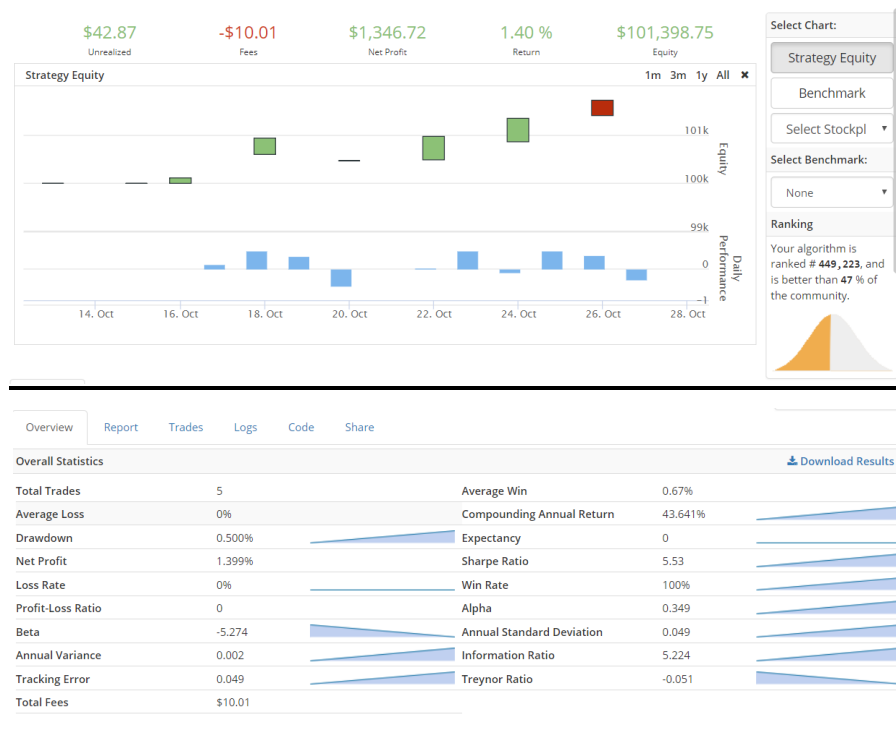 $42.87 -$10.01 $1,346.72 1.40 % $101,398.75
Unrealized Fees Net Profit Return Equity
Strategy Equity 1m 3m 1y All ✖
101k
100k
99k
Equity
0
-1
Daily
Performance
14. Oct 16. Oct 18. Oct 20. Oct 22. Oct 24. Oct 26. Oct 28. Oct
Select Chart:
Strategy Equity
Benchmark
Select Stockpl ▾
Select Benchmark:
None ▾
Ranking
Your algorithm is
ranked # 449,223, and
is better than 47 % of
the community.
Overview Report Trades Logs Code Share
Overall Statistics Download Results
Total Trades 5 Average Win 0.67%
Average Loss 0% Compounding Annual Return 43.641%
Drawdown 0.500% Expectancy 0
Net Profit 1.399% Sharpe Ratio 5.53
Loss Rate 0% Win Rate 100%
Profit-Loss Ratio 0 Alpha 0.349
Beta -5.274 Annual Standard Deviation 0.049
Annual Variance 0.002 Information Ratio 5.224
Tracking Error 0.049 Treynor Ratio -0.051
Total Fees $10.01